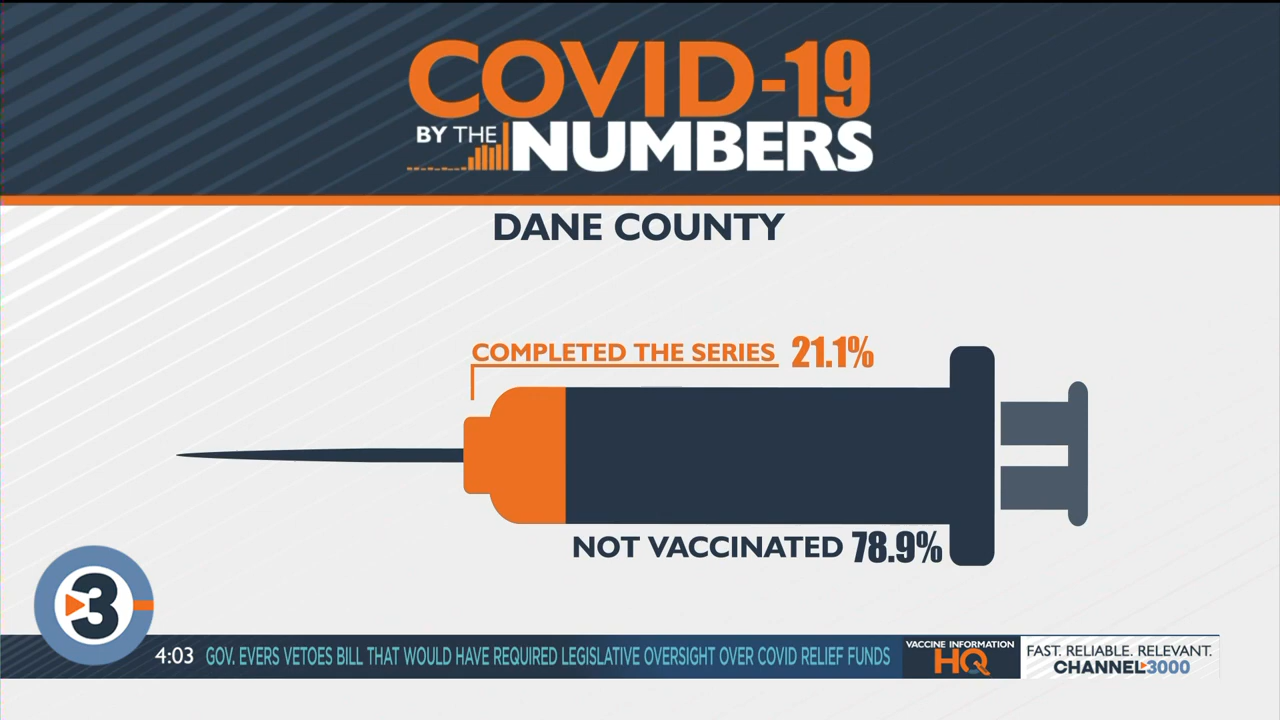 COVID-19
BY THE NUMBERS
DANE COUNTY
COMPLETED THE SERIES 21.1%
NOT VACCINATED 78.9%
3
4:03 GOV. EVERS VETOES BILL THAT WOULD HAVE REQUIRED LEGISLATIVE OVERSIGHT OVER COVID RELIEF FUNDS
VACCINE INFORMATION
HQ
FAST. RELIABLE. RELEVANT.
CHANNEL3000